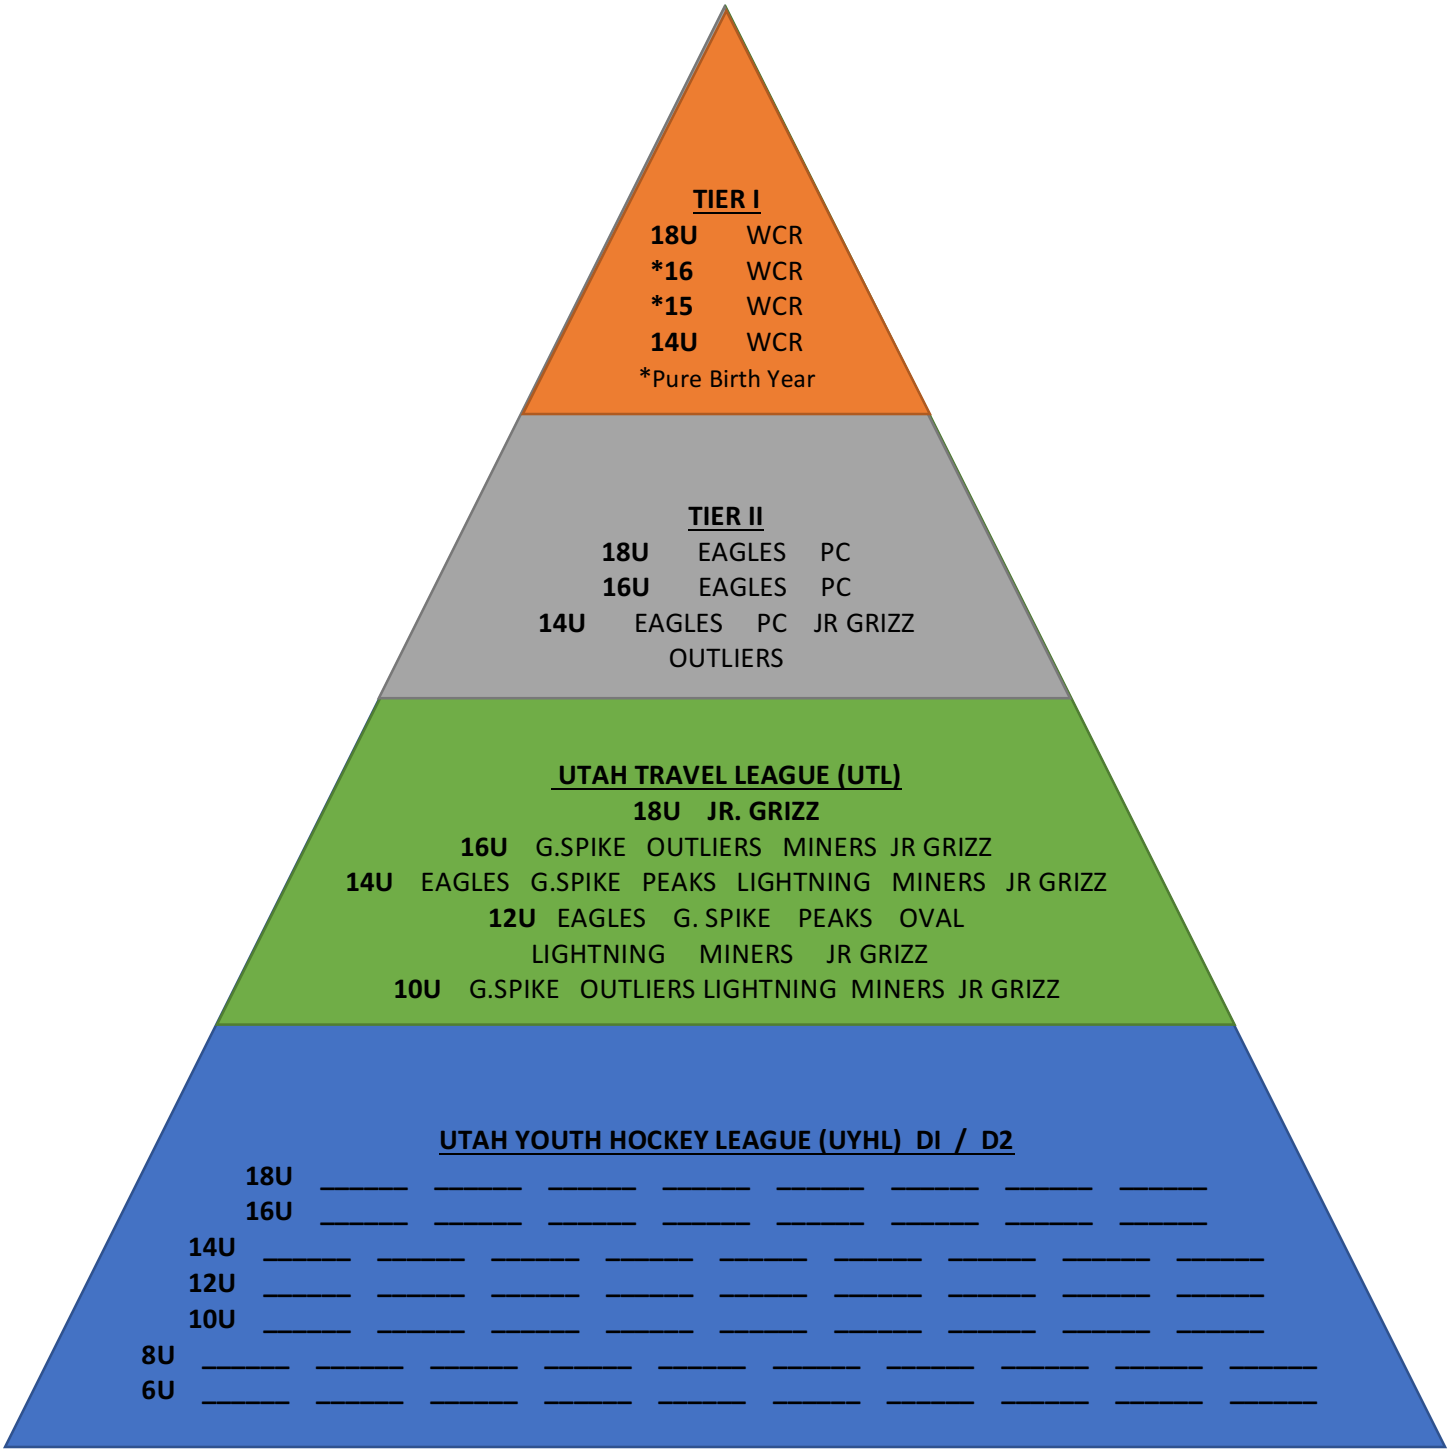 TIER I
18U WCR
*16 WCR
*15 WCR
14U WCR
*Pure Birth Year
TIER II
18U EAGLES PC
16U EAGLES PC
14U EAGLES PC JR GRIZZ
OUTLIERS
UTAH TRAVEL LEAGUE (UTL)
18U JR. GRIZZ
16U G.SPIKE OUTLIERS MINERS JR GRIZZ
14U EAGLES G.SPIKE PEAKS LIGHTNING MINERS JR GRIZZ
12U EAGLES G. SPIKE PEAKS OVAL
LIGHTNING MINERS JR GRIZZ
10U G.SPIKE OUTLIERS LIGHTNING MINERS JR GRIZZ
UTAH YOUTH HOCKEY LEAGUE (UYHL) DI / D2
18U ______ ______ ______ ______ ______ ______ ______ ______
16U ______ ______ ______ ______ ______ ______ ______ ______
14U ______ ______ ______ ______ ______ ______ ______ ______ ______
12U ______ ______ ______ ______ ______ ______ ______ ______ ______
10U ______ ______ ______ ______ ______ ______ ______ ______ ______
8U ______ ______ ______ ______ ______ ______ ______ ______ ______ ______
6U ______ ______ ______ ______ ______ ______ ______ ______ ______ ______